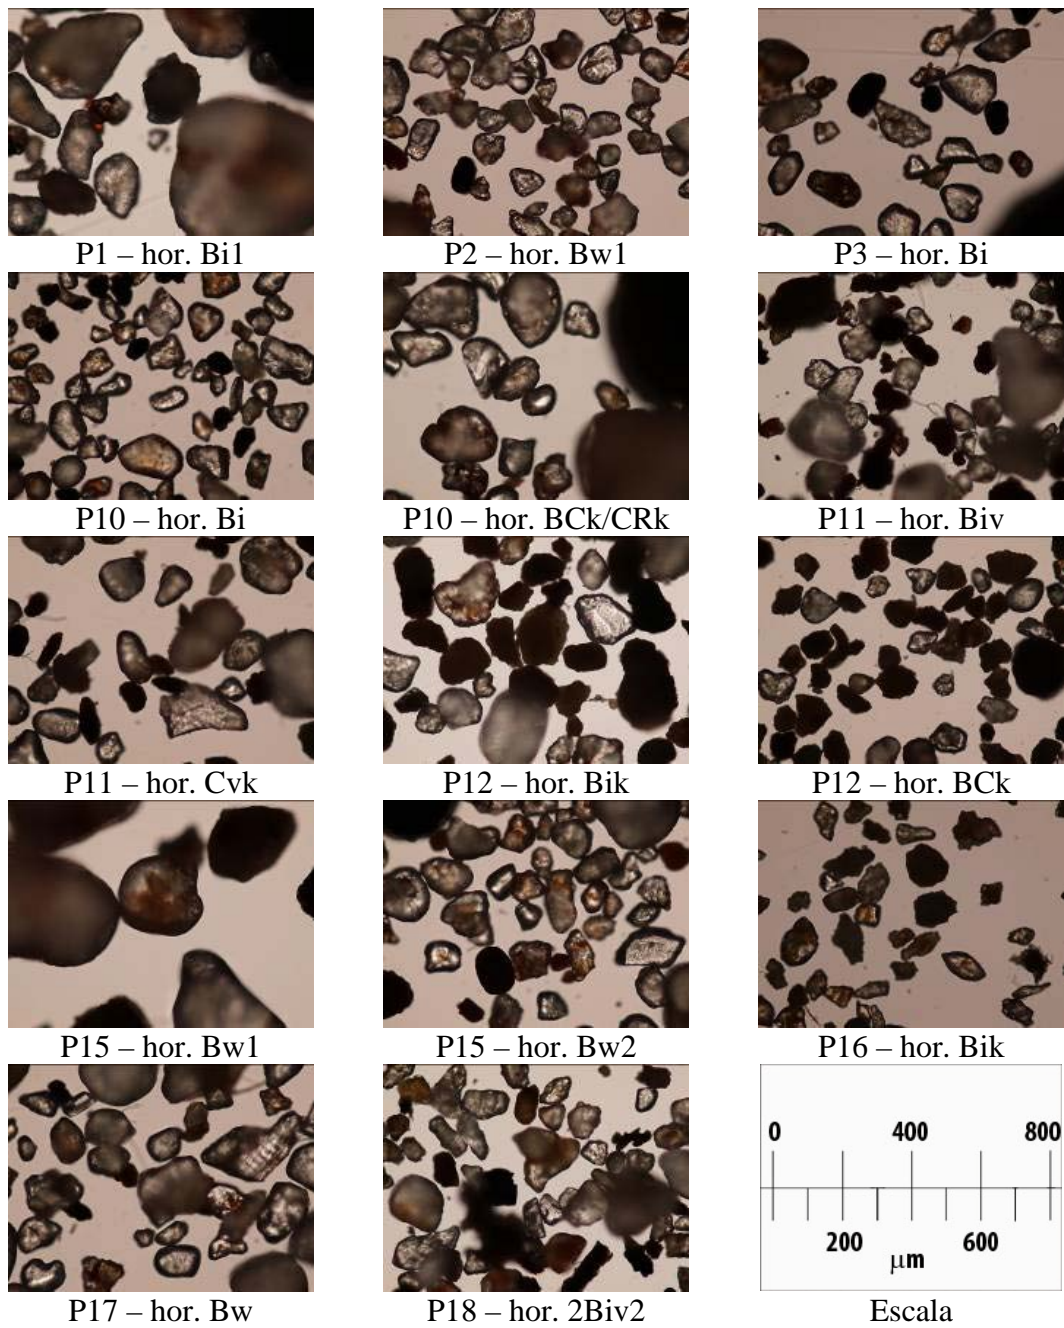 P1 – hor. Bi1
P2 – hor. Bw1
P3 – hor. Bi
P10 – hor. Bi
P10 – hor. BCk/CRk
P11 – hor. Biv
P11 – hor. Cvk
P12 – hor. Bik
P12 – hor. BCk
P15 – hor. Bw1
P15 – hor. Bw2
P16 – hor. Bik
P17 – hor. Bw
P18 – hor. 2Biv2
0 400 800
200 600
μm
Escala